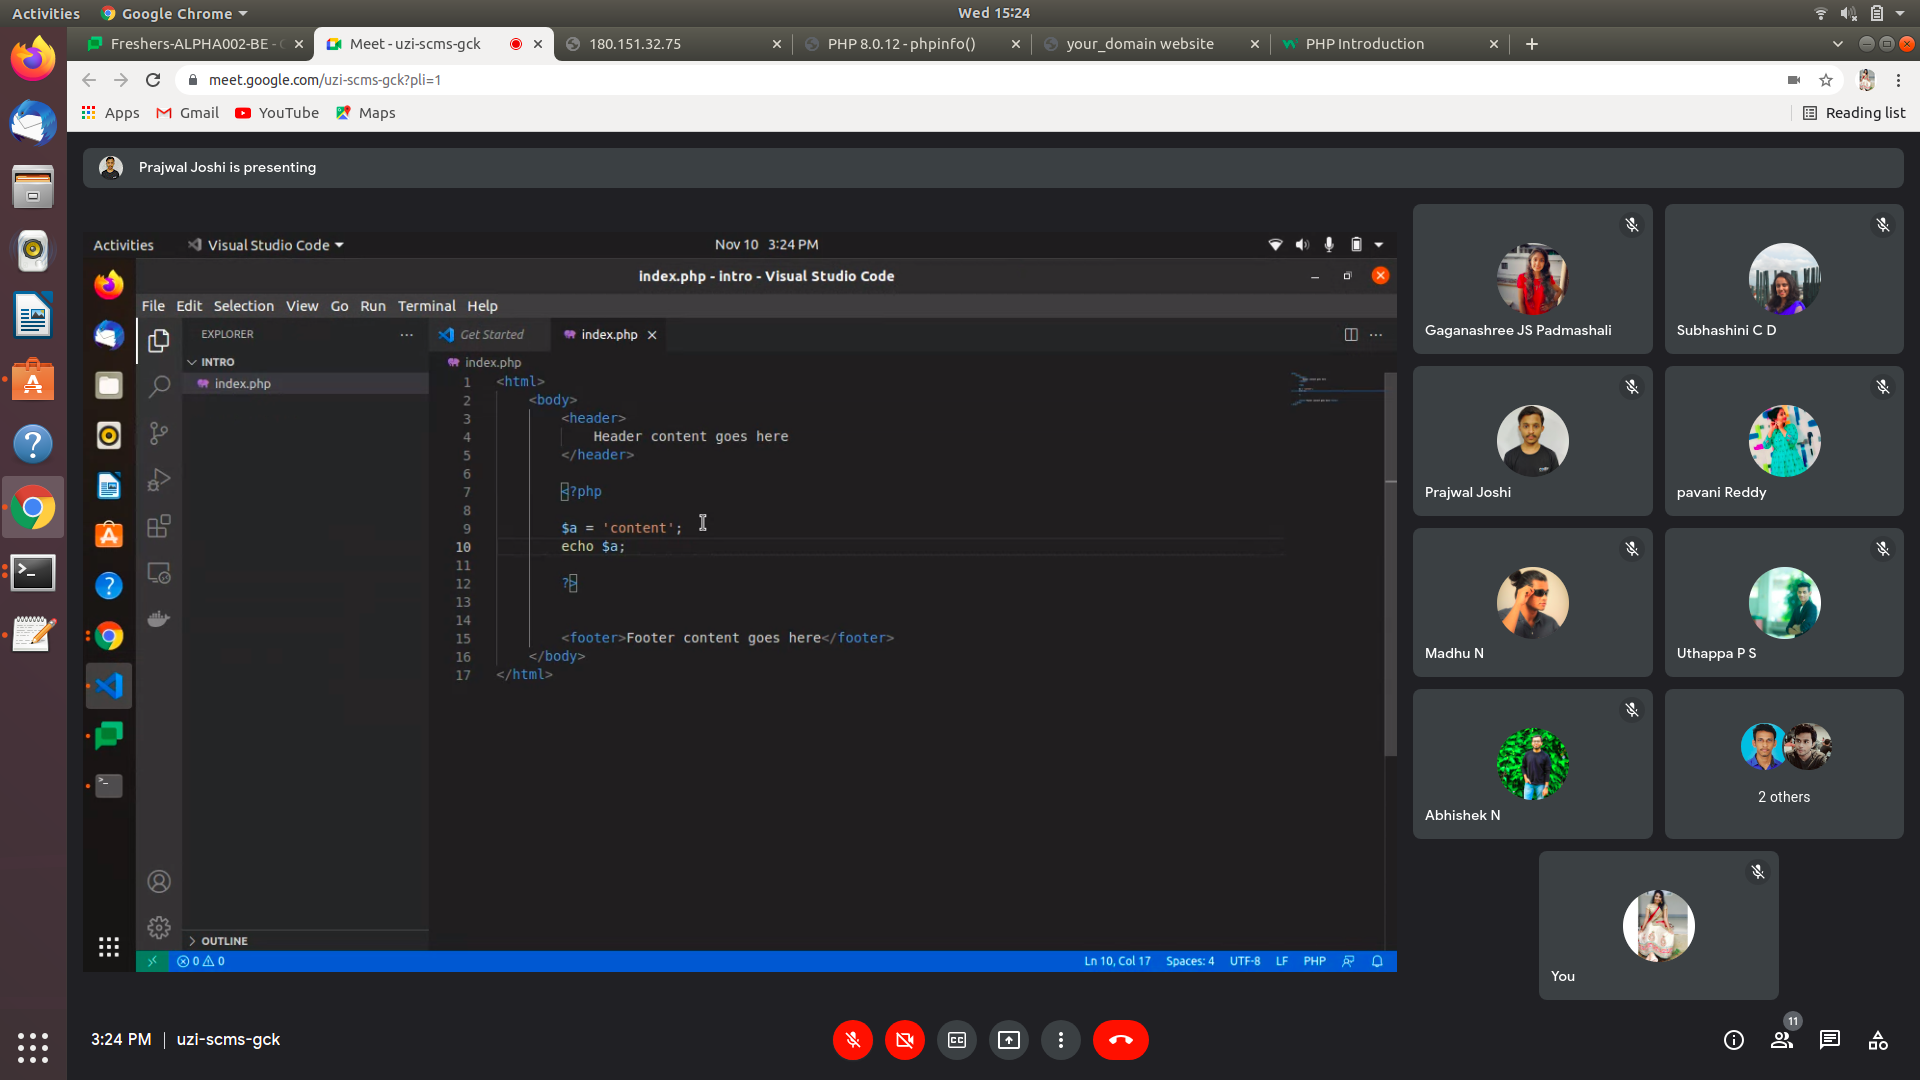 Activities
Google Chrome
Wed 15:24
Freshers-ALPHA002-BE -
Meet - uzi-scms-gck
180.151.32.75
PHP 8.0.12 - phpinfo()
your_domain website
PHP Introduction
meet.google.com/uzi-scms-gck?pli=1
Apps
Gmail
YouTube
Maps
Reading list
Prajwal Joshi is presenting
Activities
Visual Studio Code
Nov 10 3:24 PM
index.php - intro - Visual Studio Code
File Edit Selection View Go Run Terminal Help
EXPLORER
Get Started
index.php
INTRO
index.php
index.php
1 <html>
2 <body>
3 <header>
4 Header content goes here
5 </header>
6
7 <?php
8
9 $a = 'content';
10 echo $a;
11
12 ?>
13
14
15 <footer>Footer content goes here</footer>
16 </body>
17 </html>
OUTLINE
0 0
Ln 10, Col 17
Spaces: 4
UTF-8
LF
PHP
Gaganashree JS Padmashali
Subhashini C D
Prajwal Joshi
pavani Reddy
Madhu N
Uthappa P S
Abhishek N
2 others
You
3:24 PM | uzi-scms-gck
11